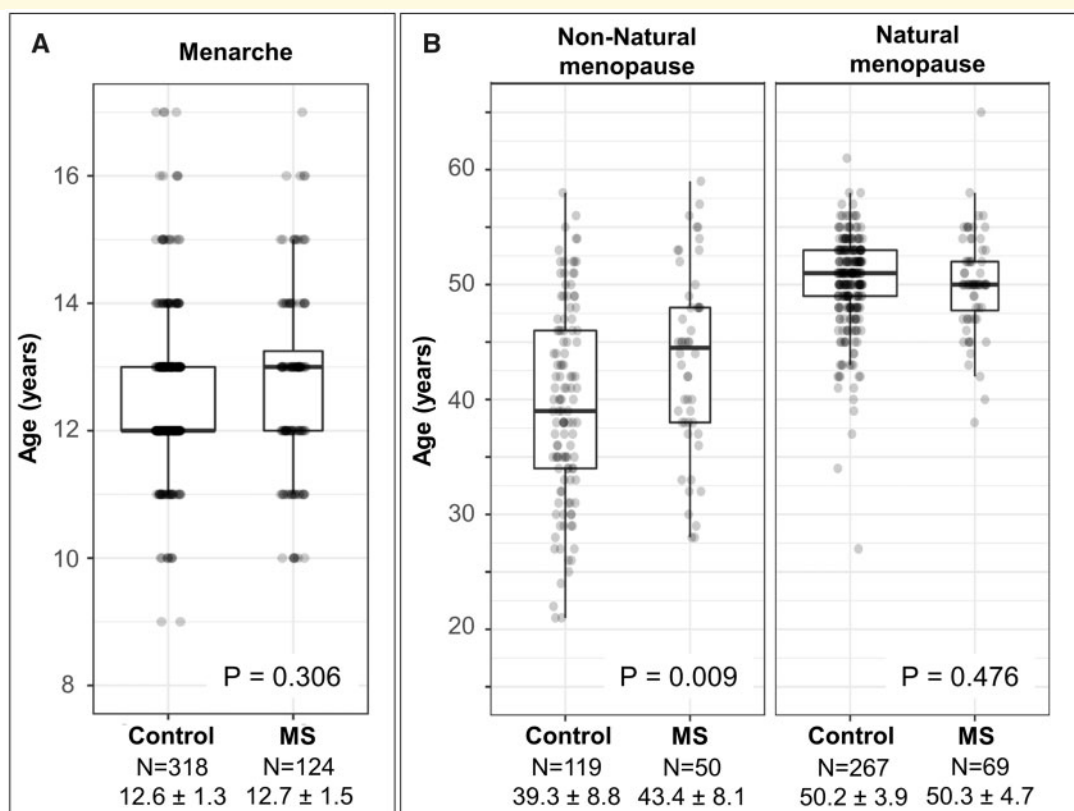 A
Menarche
Age (years)
16
14
12
10
8
P = 0.306
Control MS
N=318 N=124
12.6 ± 1.3 12.7 ± 1.5
B
Non-Natural
menopause
Natural
menopause
Age (years)
60
50
40
30
20
P = 0.009
P = 0.476
Control MS Control MS
N=119 N=50 N=267 N=69
39.3 ± 8.8 43.4 ± 8.1 50.2 ± 3.9 50.3 ± 4.7